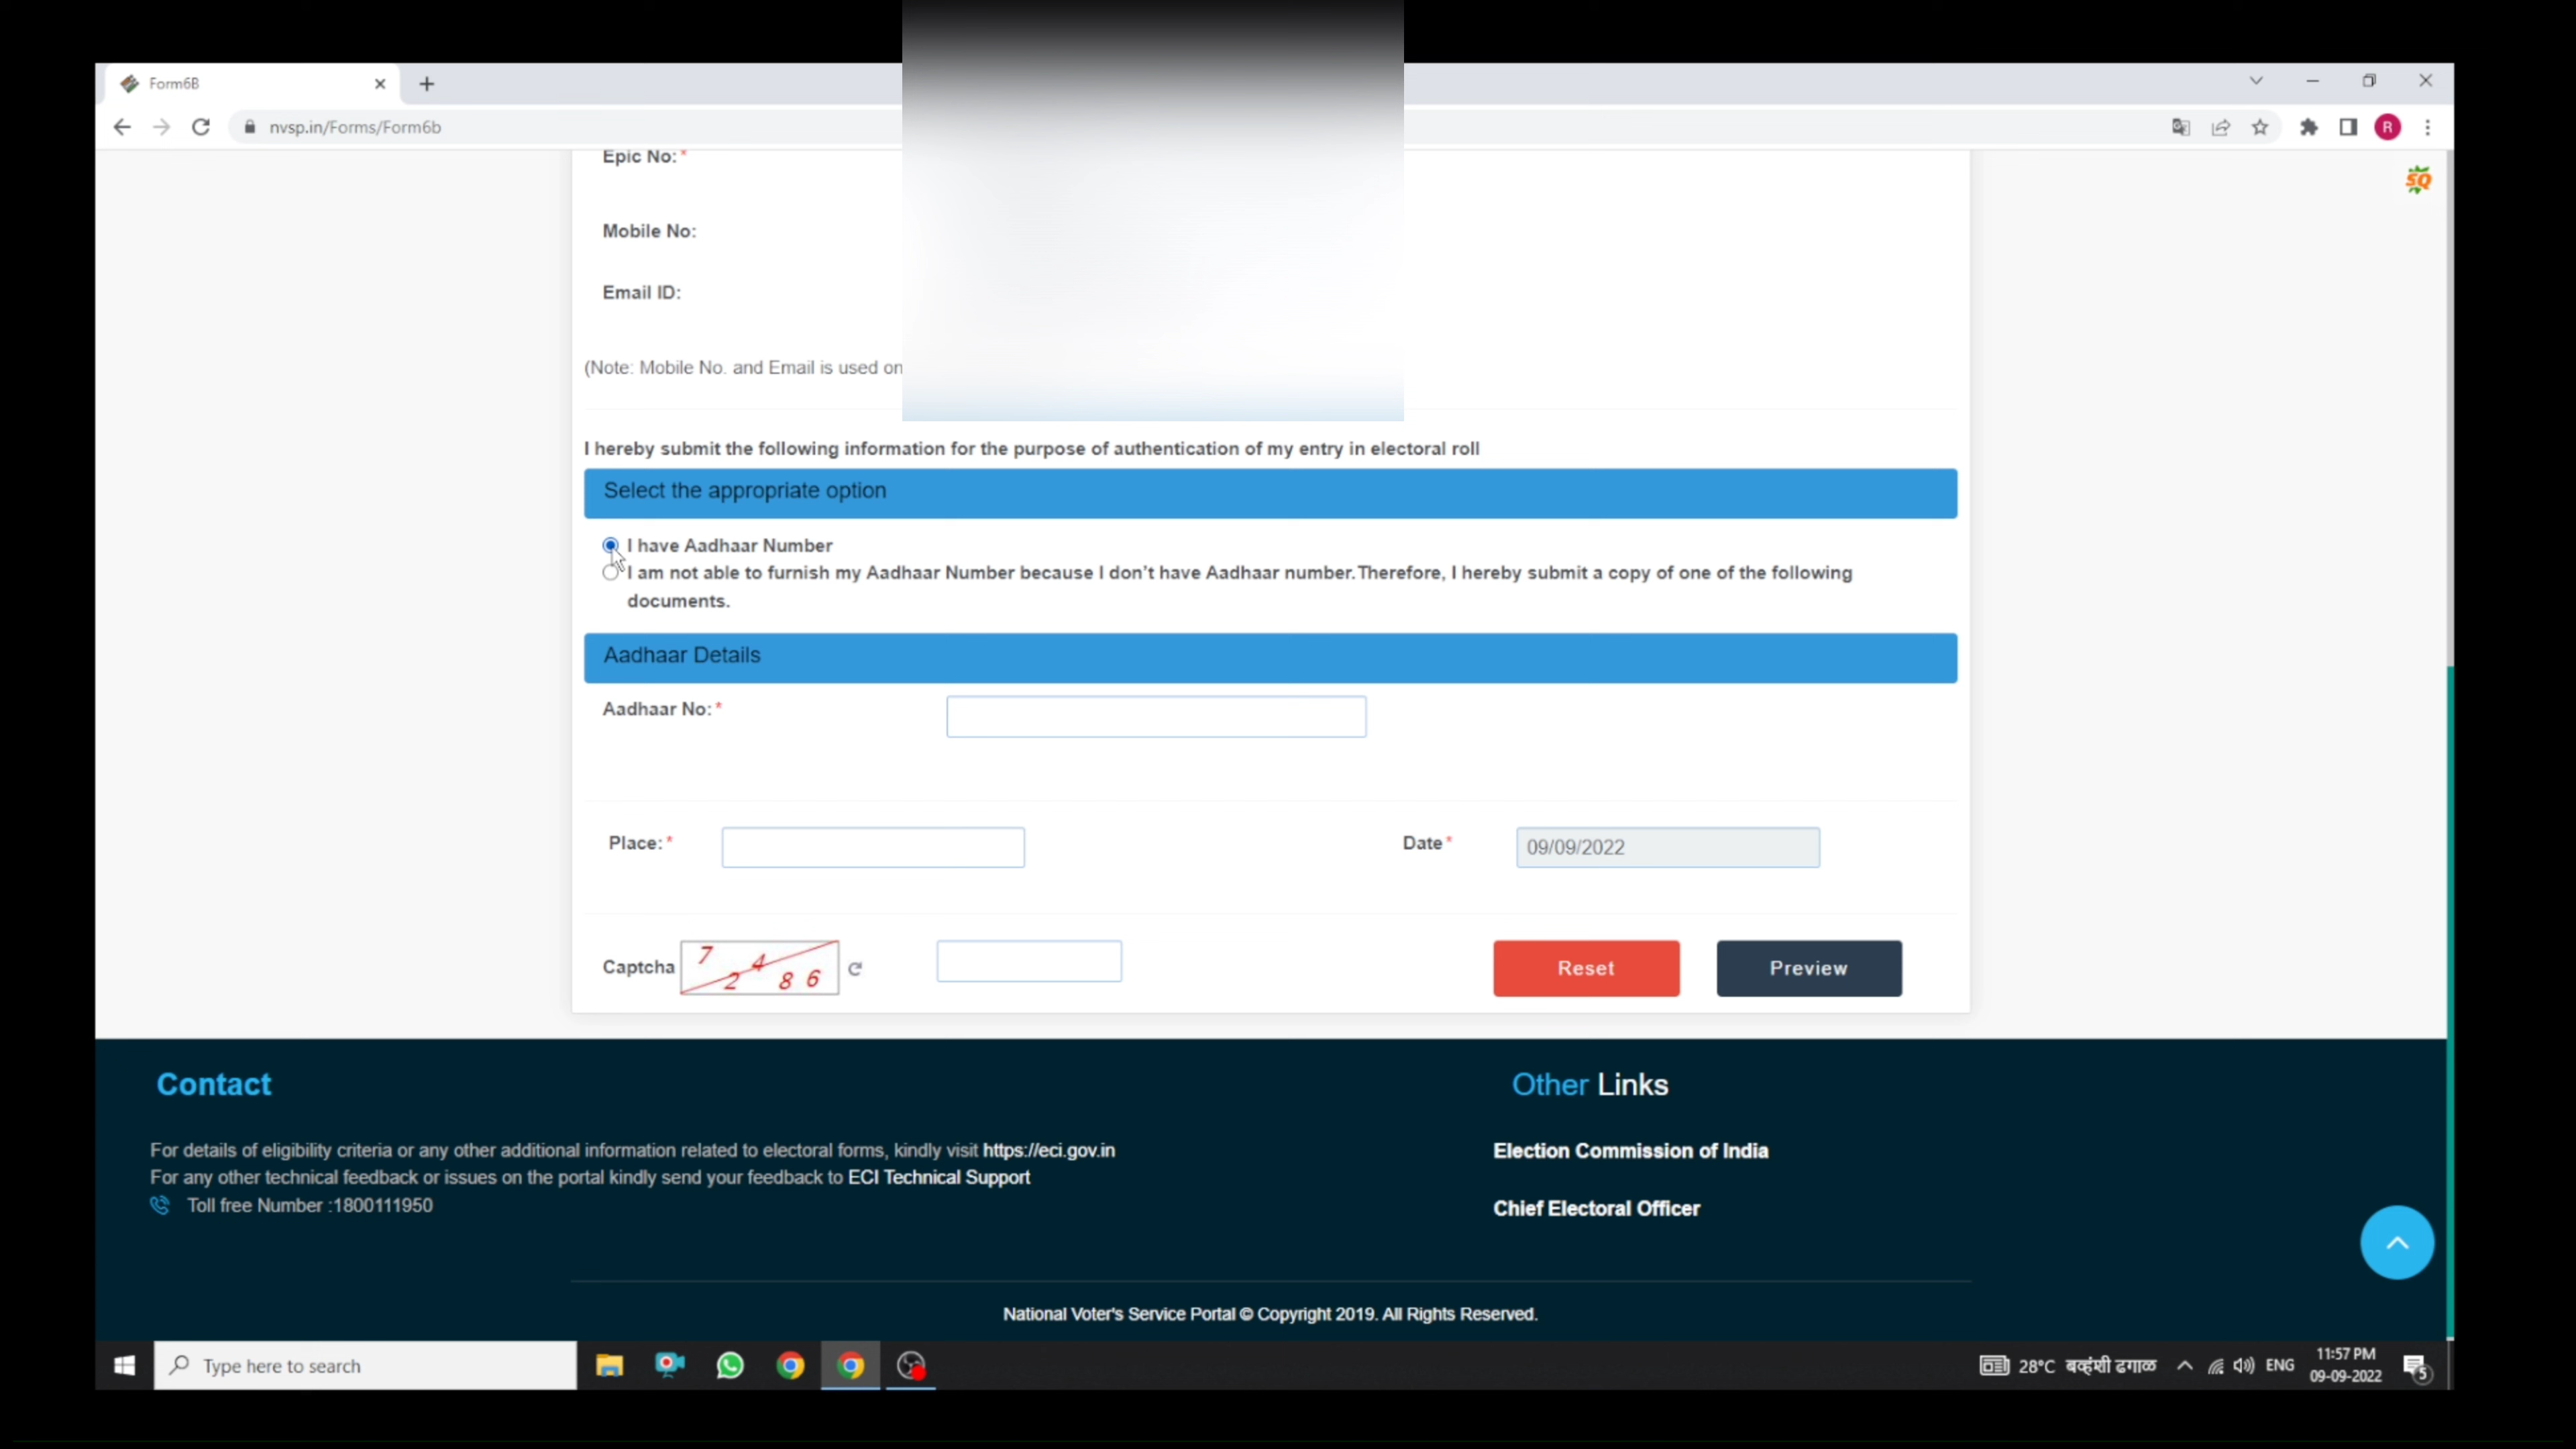 Form6B
nvsp.in/Forms/Form6b
R
SQ
Epic No:*
Mobile No:
Email ID:
(Note: Mobile No. and Email is used on
I hereby submit the following information for the purpose of authentication of my entry in electoral roll
Select the appropriate option
I have Aadhaar Number
I am not able to furnish my Aadhaar Number because I don't have Aadhaar number.Therefore, I hereby submit a copy of one of the following
documents.
Aadhaar Details
Aadhaar No:*
Place:*
Date* 09/09/2022
Captcha 7 2 4 8 6
Reset Preview
Contact
Other Links
For details of eligibility criteria or any other additional information related to electoral forms, kindly visit https://eci.gov.in
Election Commission of India
For any other technical feedback or issues on the portal kindly send your feedback to ECI Technical Support
Toll free Number :1800111950
Chief Electoral Officer
National Voter's Service Portal © Copyright 2019. All Rights Reserved.
Type here to search
28°C बव्हंशी ढगाळ
ENG
11:57 PM
09-09-2022
5